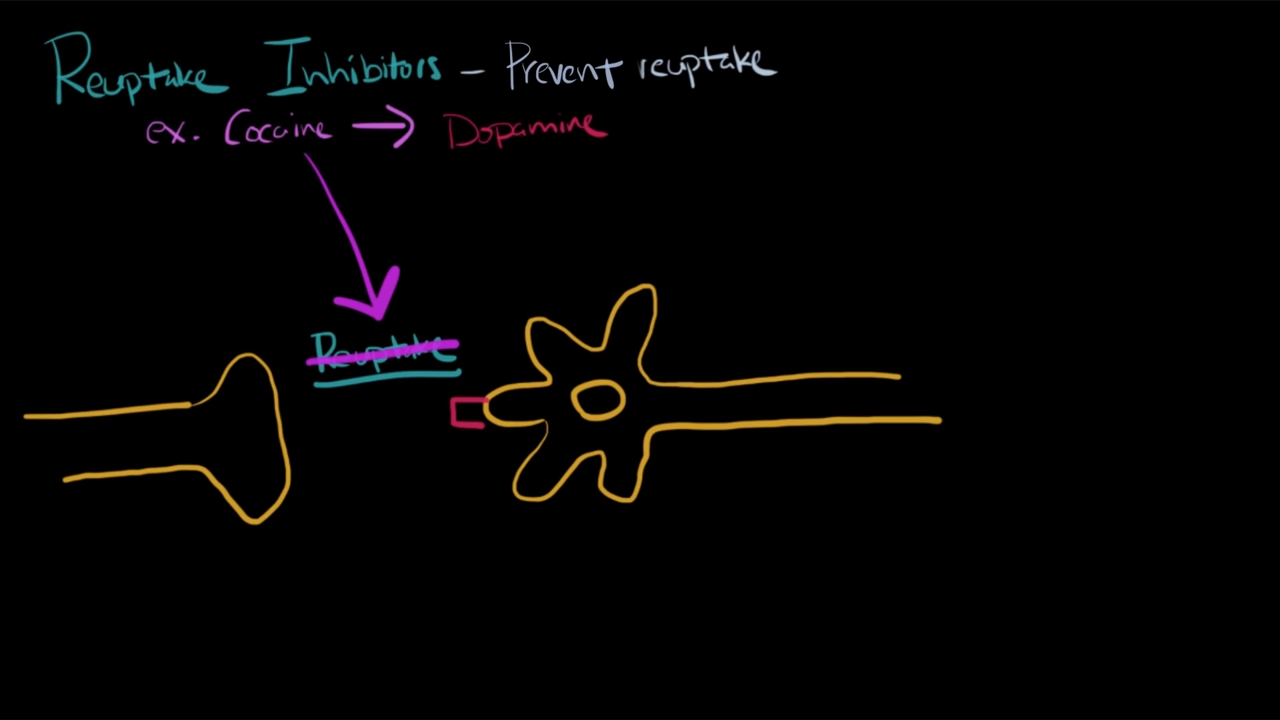 Reuptake Inhibitors – Prevent reuptake
ex. Cocaine → Dopamine
Reuptake